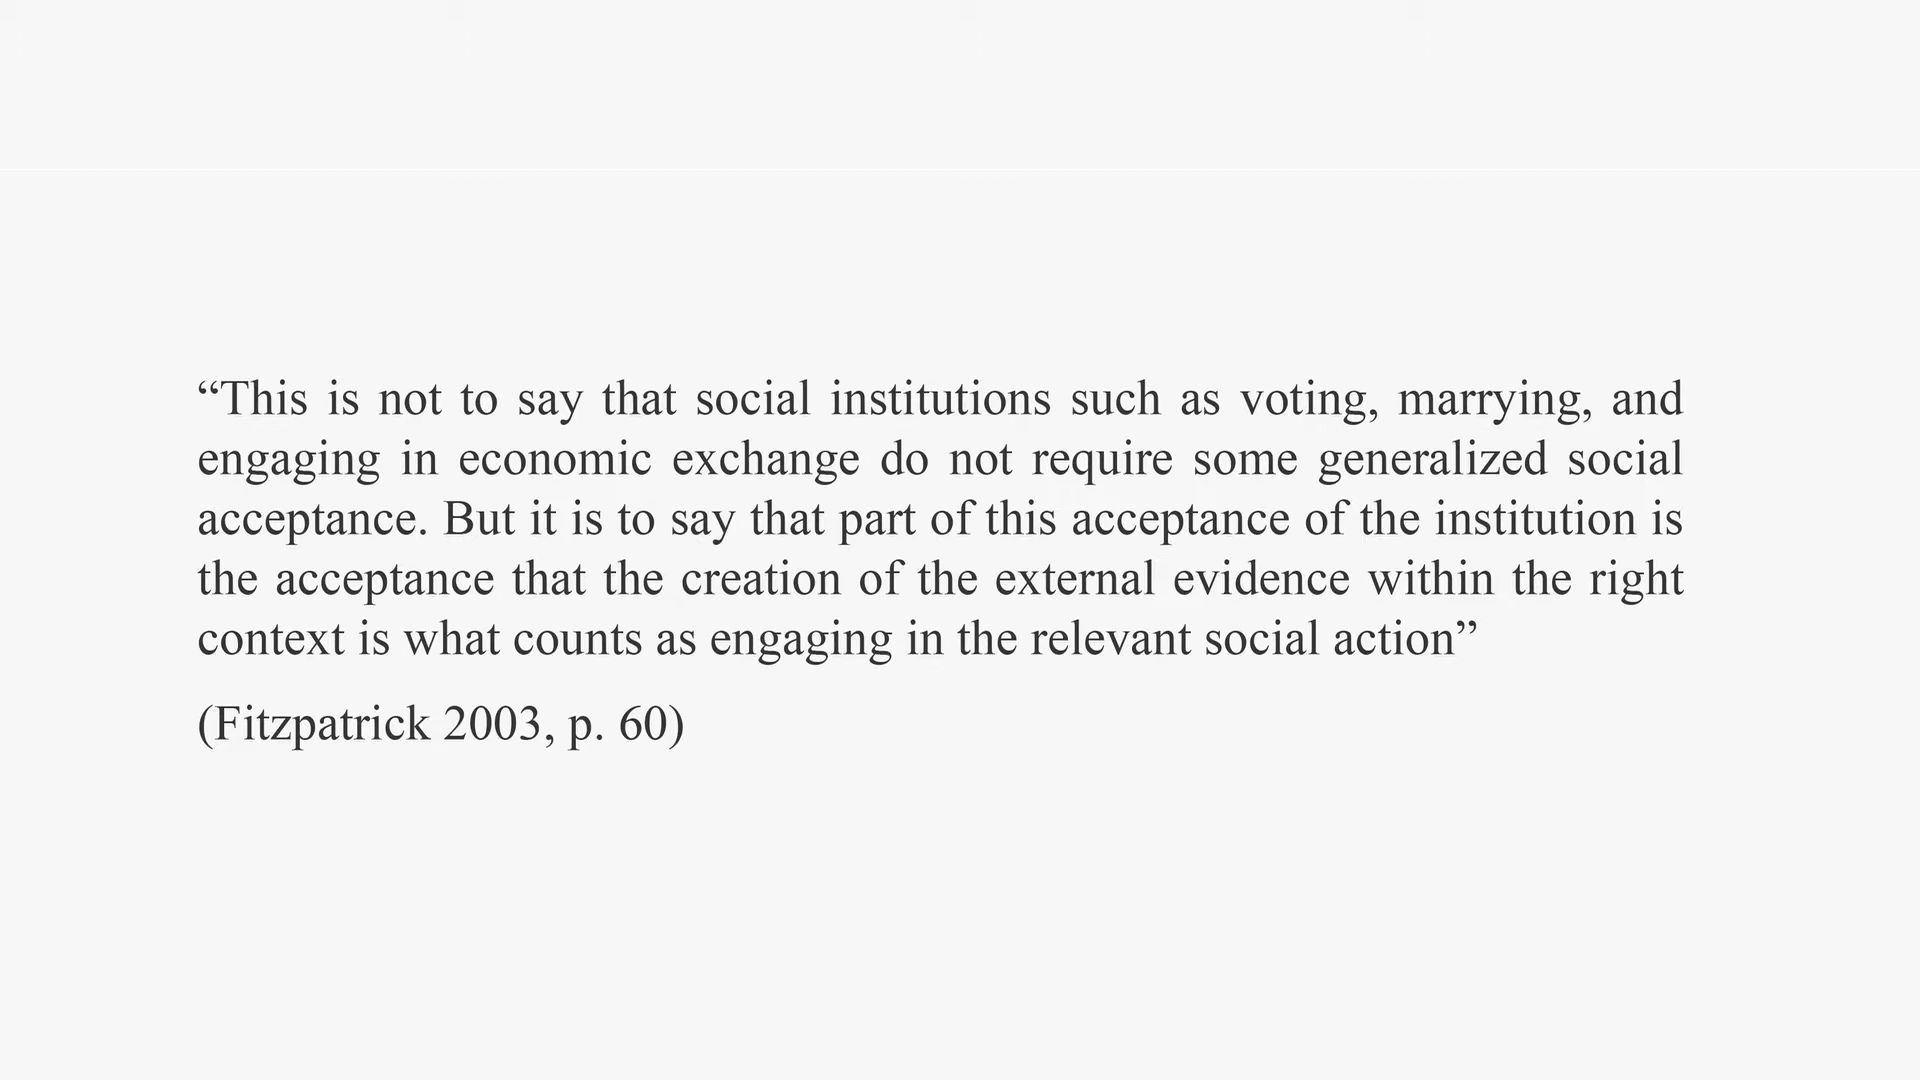 “This is not to say that social institutions such as voting, marrying, and
engaging in economic exchange do not require some generalized social
acceptance. But it is to say that part of this acceptance of the institution is
the acceptance that the creation of the external evidence within the right
context is what counts as engaging in the relevant social action”
(Fitzpatrick 2003, p. 60)